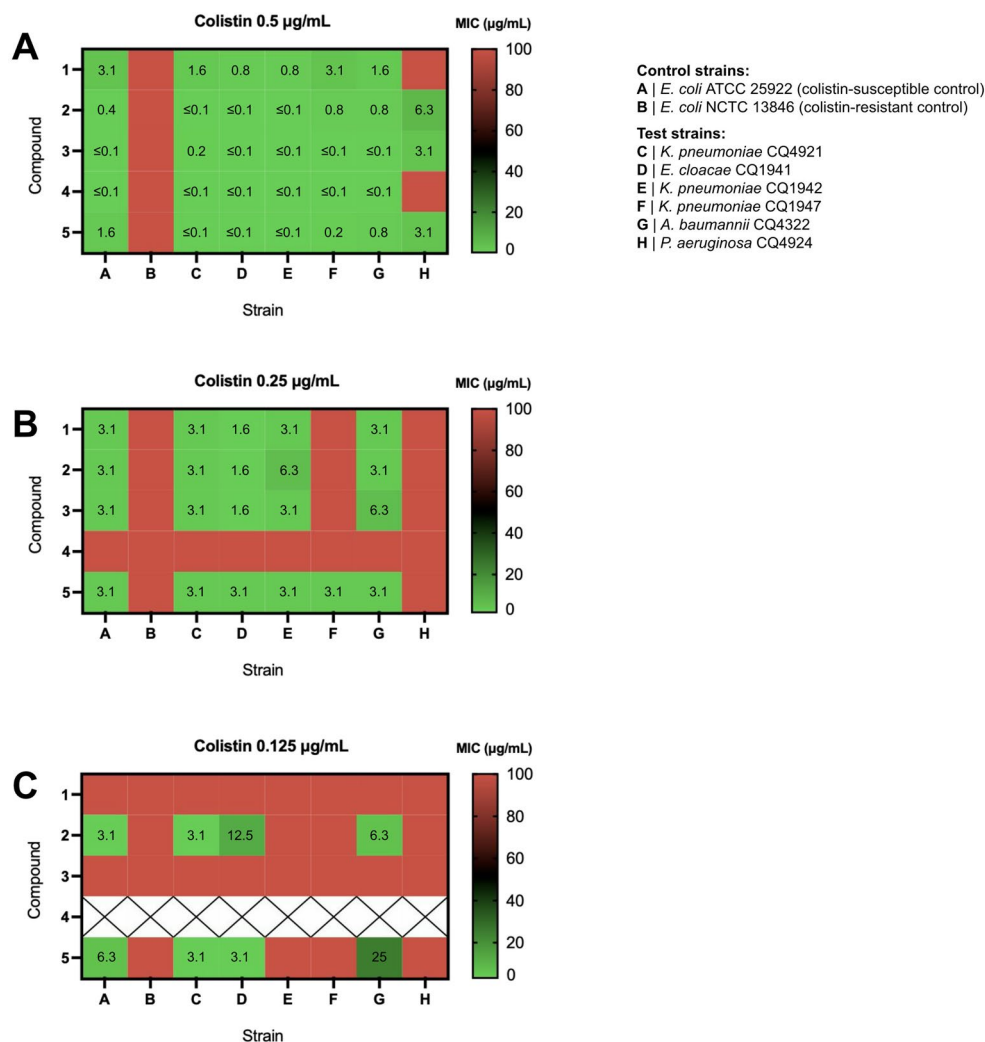 Colistin 0.5 µg/mL
MIC (µg/mL)
A
Compound
1 3.1 1.6 0.8 0.8 3.1 1.6
2 0.4 ≤0.1 ≤0.1 ≤0.1 0.8 0.8 6.3
3 ≤0.1 0.2 ≤0.1 ≤0.1 ≤0.1 ≤0.1 3.1
4 ≤0.1 ≤0.1 ≤0.1 ≤0.1 ≤0.1 ≤0.1
5 1.6 ≤0.1 ≤0.1 ≤0.1 0.2 0.8 3.1
A B C D E F G H
Strain
100
80
60
40
20
0
Control strains:
A | E. coli ATCC 25922 (colistin-susceptible control)
B | E. coli NCTC 13846 (colistin-resistant control)
Test strains:
C | K. pneumoniae CQ4921
D | E. cloacae CQ1941
E | K. pneumoniae CQ1942
F | K. pneumoniae CQ1947
G | A. baumannii CQ4322
H | P. aeruginosa CQ4924
Colistin 0.25 µg/mL
MIC (µg/mL)
B
Compound
1 3.1 3.1 1.6 3.1 3.1
2 3.1 3.1 1.6 6.3 3.1
3 3.1 3.1 1.6 3.1 6.3
4
5 3.1 3.1 3.1 3.1 3.1 3.1
A B C D E F G H
Strain
100
80
60
40
20
0
Colistin 0.125 µg/mL
MIC (µg/mL)
C
Compound
1
2 3.1 3.1 12.5 6.3
3
4
5 6.3 3.1 3.1 25
A B C D E F G H
Strain
100
80
60
40
20
0